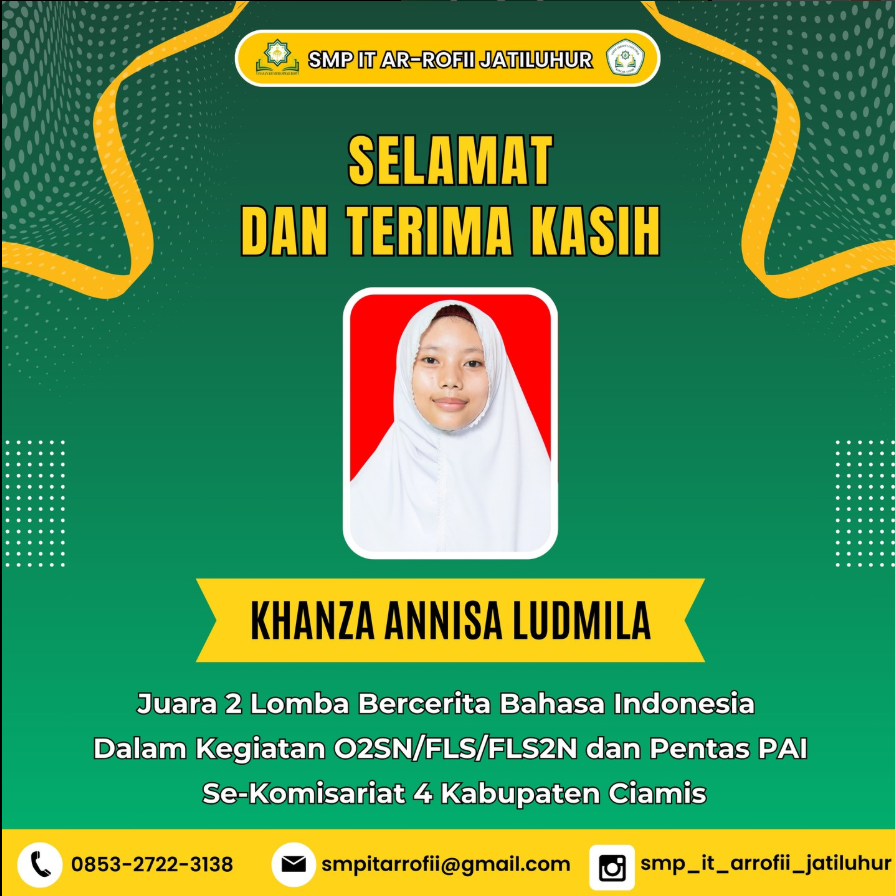 SMP IT AR-ROFII JATILUHUR
SELAMAT
DAN TERIMA KASIH
KHANZA ANNISA LUDMILA
Juara 2 Lomba Bercerita Bahasa Indonesia
Dalam Kegiatan O2SN/FLS/FLS2N dan Pentas PAI
Se-Komisariat 4 Kabupaten Ciamis
0853-2722-3138
smpitarrofii@gmail.com
smp_it_arrofii_jatiluhur